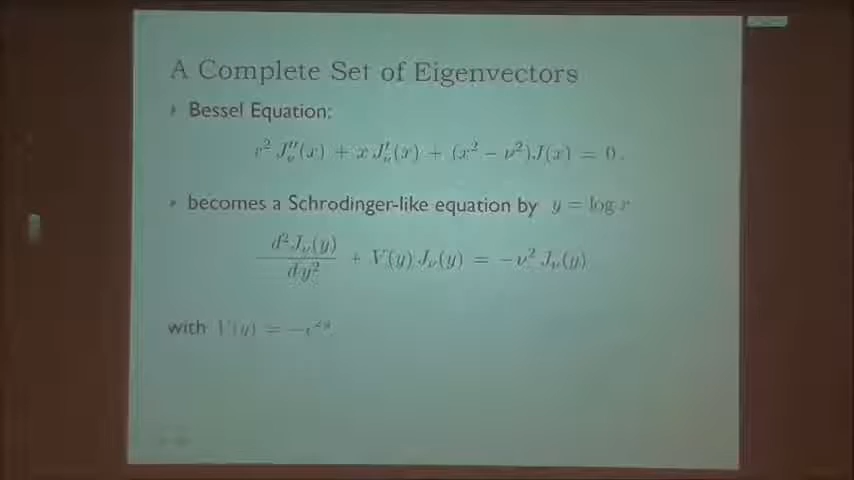 A Complete Set of Eigenvectors
Bessel Equation:
x² J″ᵥ(x) + x J′ᵥ(x) + (x² − ν²)J(x) = 0 .
becomes a Schrodinger-like equation by y = log x
d²Jᵥ(y)/dy² + V(y) Jᵥ(y) = −ν² Jᵥ(y)
with V(y) = −e²ʸ